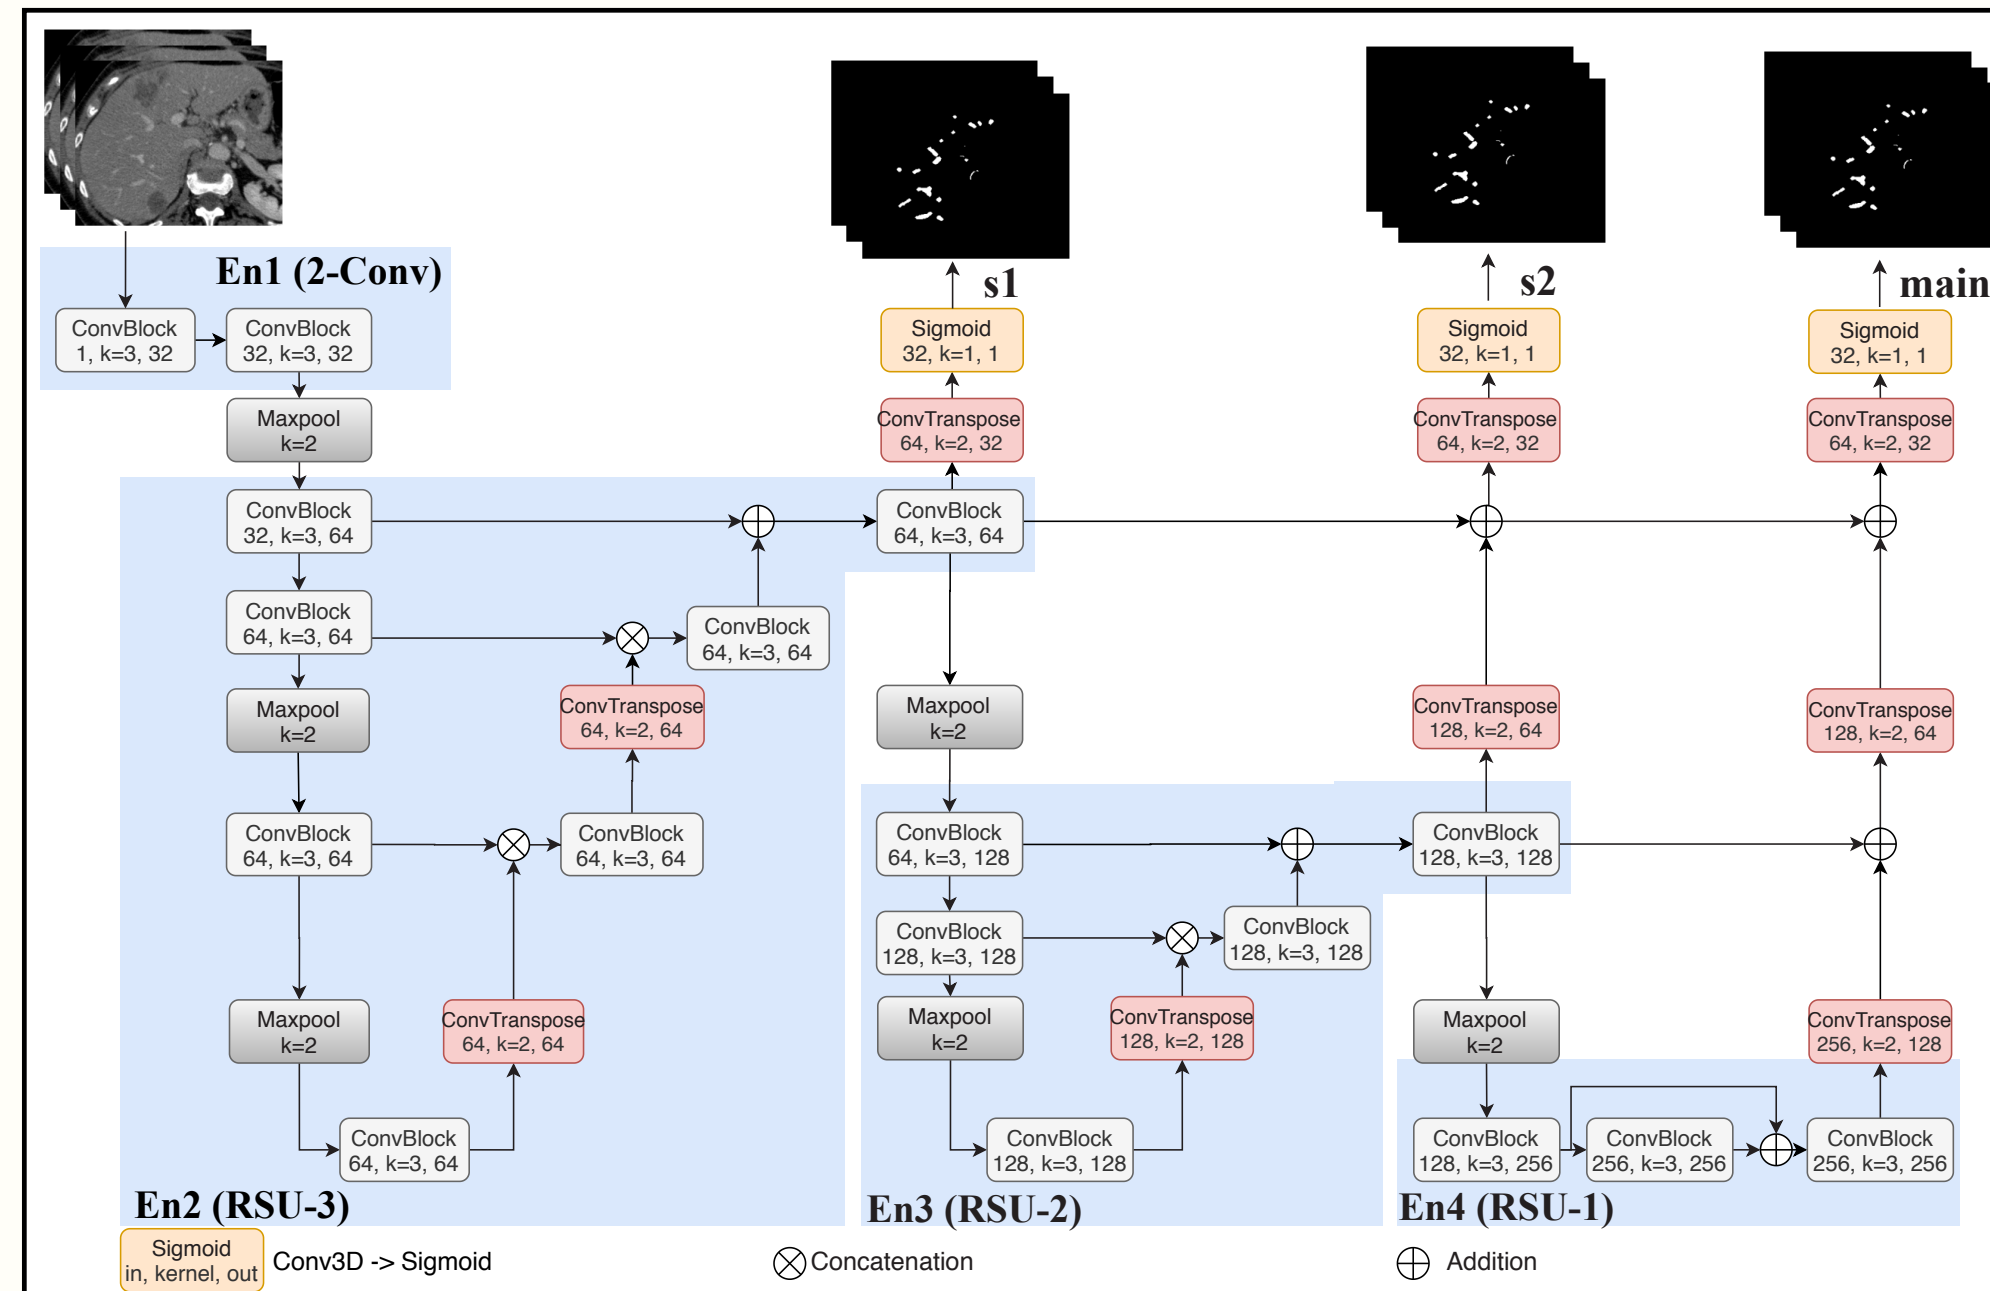 En1 (2-Conv)
s1
s2
main
ConvBlock
1, k=3, 32
ConvBlock
32, k=3, 32
Sigmoid
32, k=1, 1
Sigmoid
32, k=1, 1
Sigmoid
32, k=1, 1
Maxpool
k=2
ConvTranspose
64, k=2, 32
ConvTranspose
64, k=2, 32
ConvTranspose
64, k=2, 32
ConvBlock
32, k=3, 64
ConvBlock
64, k=3, 64
ConvBlock
64, k=3, 64
ConvBlock
64, k=3, 64
Maxpool
k=2
ConvTranspose
64, k=2, 64
Maxpool
k=2
ConvTranspose
128, k=2, 64
ConvTranspose
128, k=2, 64
ConvBlock
64, k=3, 64
ConvBlock
64, k=3, 64
ConvBlock
64, k=3, 128
ConvBlock
128, k=3, 128
ConvBlock
128, k=3, 128
ConvBlock
128, k=3, 128
Maxpool
k=2
ConvTranspose
64, k=2, 64
Maxpool
k=2
ConvTranspose
128, k=2, 128
Maxpool
k=2
ConvTranspose
256, k=2, 128
ConvBlock
64, k=3, 64
ConvBlock
128, k=3, 128
ConvBlock
128, k=3, 256
ConvBlock
256, k=3, 256
ConvBlock
256, k=3, 256
En2 (RSU-3)
En3 (RSU-2)
En4 (RSU-1)
Sigmoid
in, kernel, out
Conv3D -> Sigmoid
Concatenation
Addition